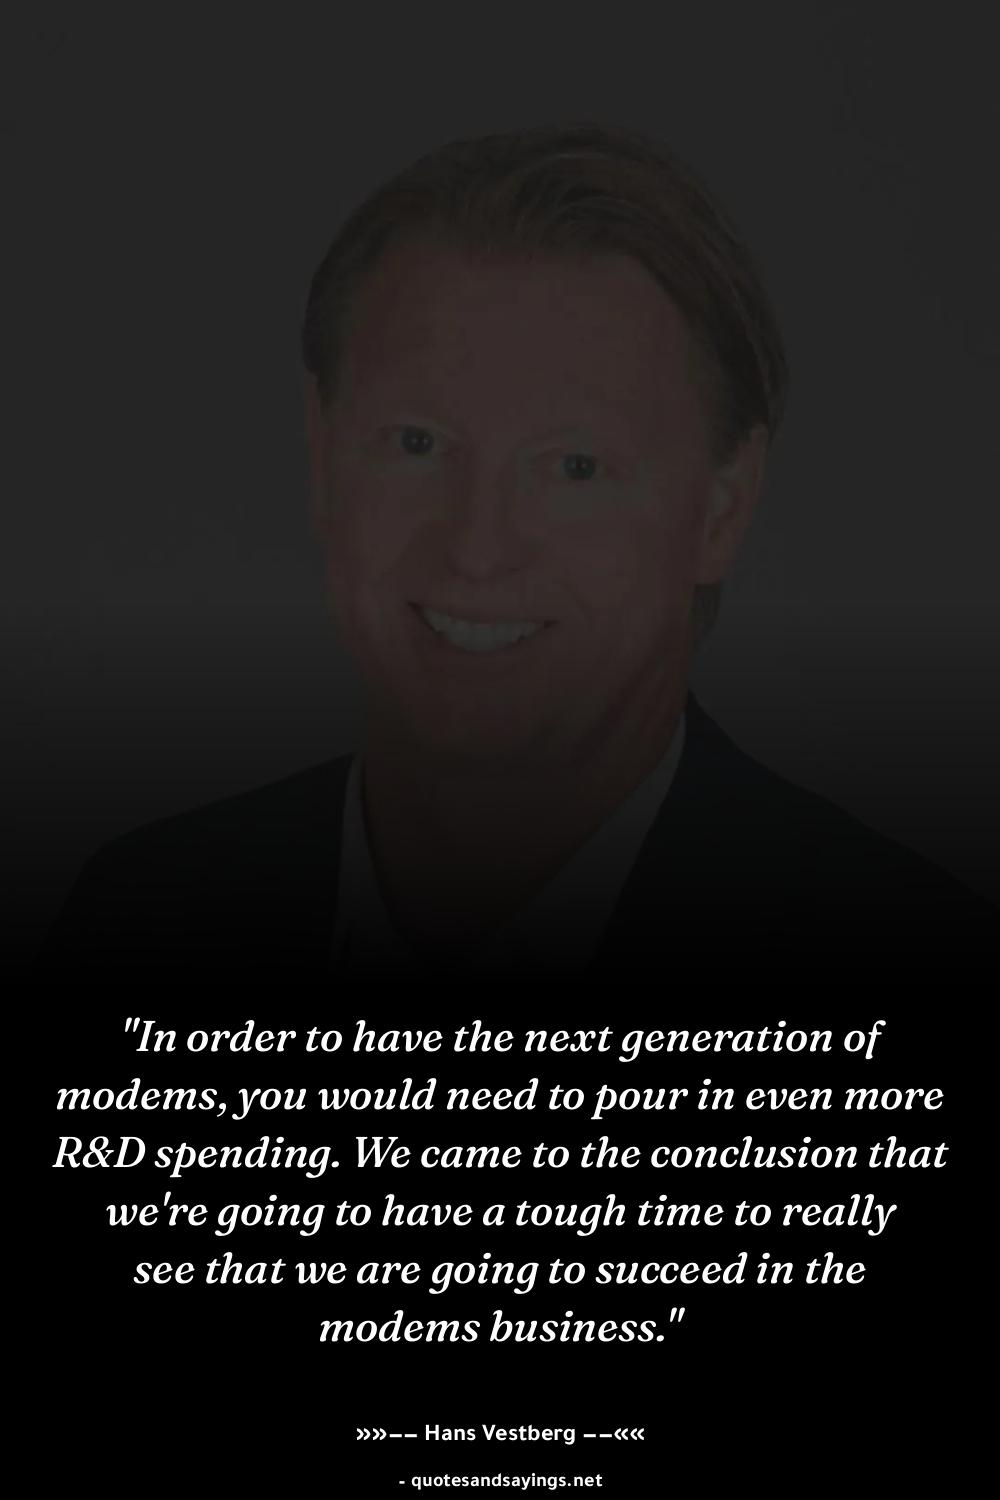 "In order to have the next generation of
modems, you would need to pour in even more
R&D spending. We came to the conclusion that
we're going to have a tough time to really
see that we are going to succeed in the
modems business."
»»−− Hans Vestberg −−««
- quotesandsayings.net